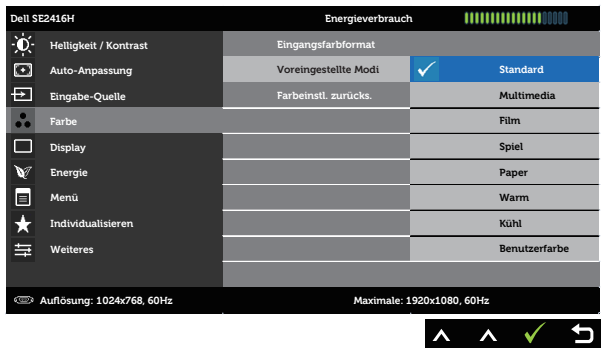 Dell SE2416H Energieverbrauch
Helligkeit / Kontrast Eingangsfarbformat
Auto-Anpassung Voreingestellte Modi Standard
Eingabe-Quelle Farbeinstl. zurücks. Multimedia
Farbe Film
Display Spiel
Energie Paper
Menü Warm
Individualisieren Kühl
Weiteres Benutzerfarbe
Auflösung: 1024x768, 60Hz Maximale: 1920x1080, 60Hz